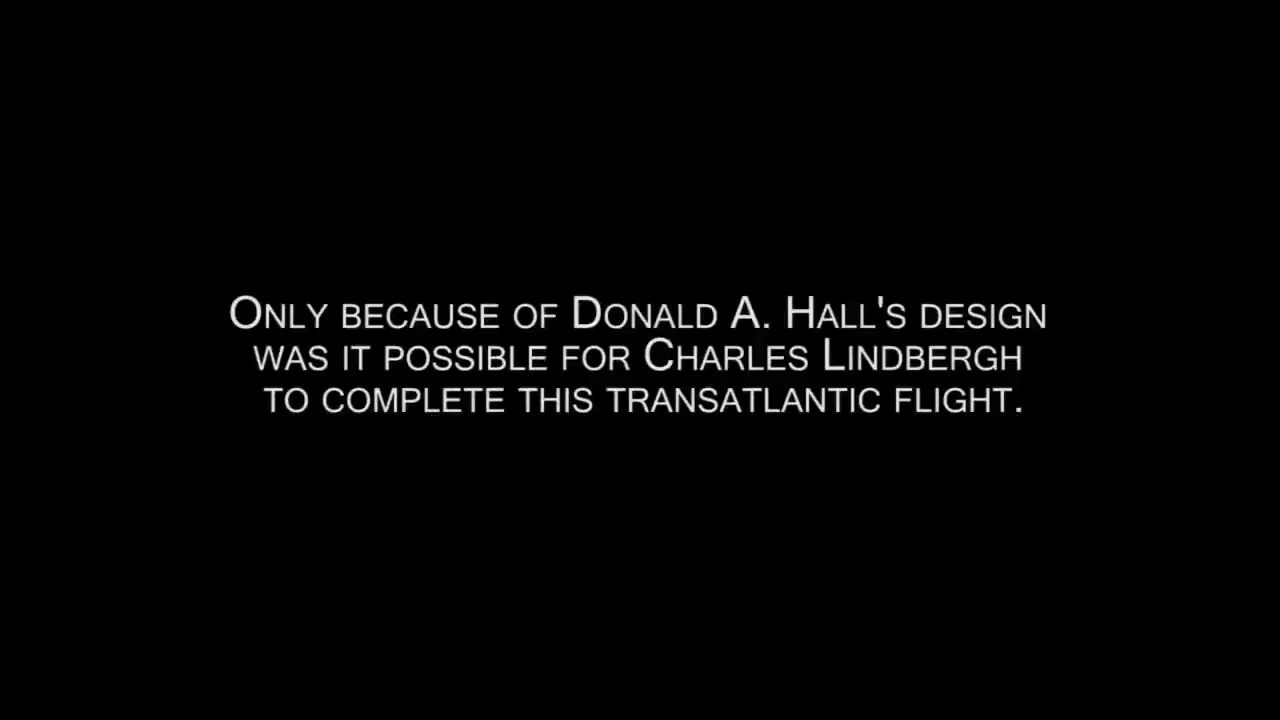 Only because of Donald A. Hall's design
was it possible for Charles Lindbergh
to complete this transatlantic flight.